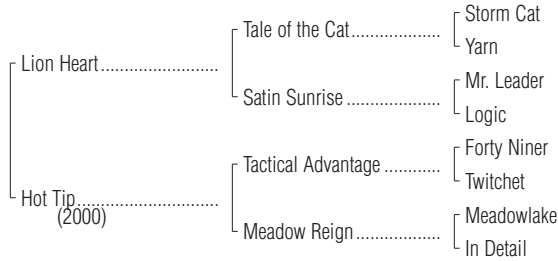 Storm Cat
Tale of the Cat....................
Yarn
Lion Heart..........................
Mr. Leader
Satin Sunrise .....................
Logic
Forty Niner
Tactical Advantage ............
Twitchet
Hot Tip................................
(2000)
Meadowlake
Meadow Reign...................
In Detail